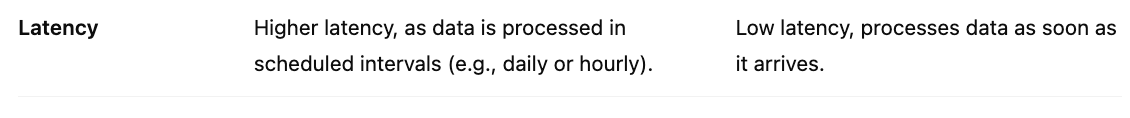 Latency
Higher latency, as data is processed in
scheduled intervals (e.g., daily or hourly).
Low latency, processes data as soon as
it arrives.